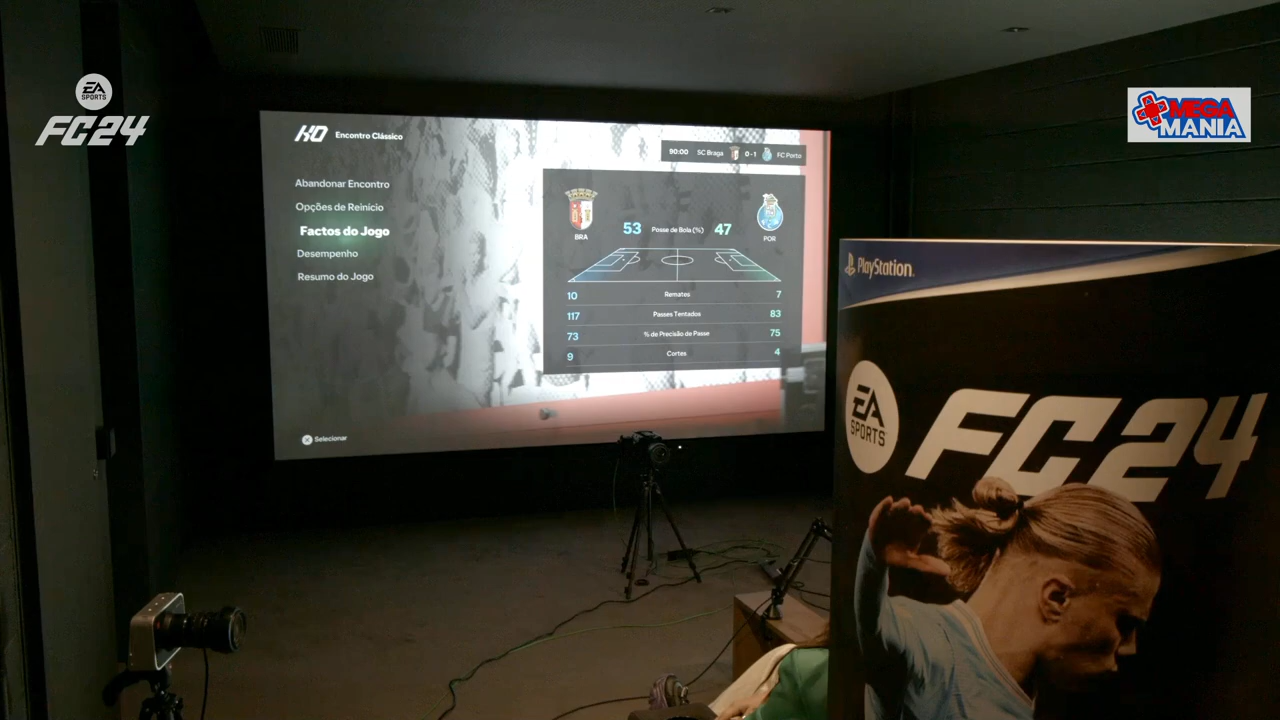 EA
SPORTS
FC24
MEGA
MANIA
KO Encontro Clássico
90:00 SC Braga 0-1 FC Porto
Abandonar Encontro
Opções de Reinício
Factos do Jogo
Desempenho
Resumo do Jogo
BRA
53 Posse de Bola (%) 47
POR
10 Remates 7
117 Passes Tentados 83
73 % de Precisão de Passe 75
9 Cortes 4
Selecionar
PlayStation
EA
SPORTS
FC24